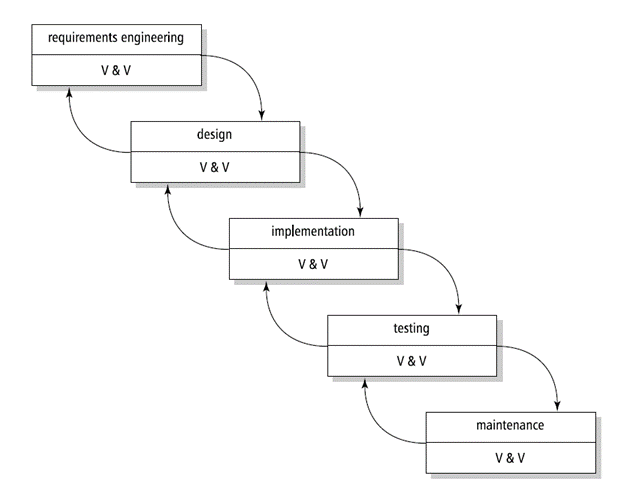 requirements engineering
V & V
design
V & V
implementation
V & V
testing
V & V
maintenance
V & V